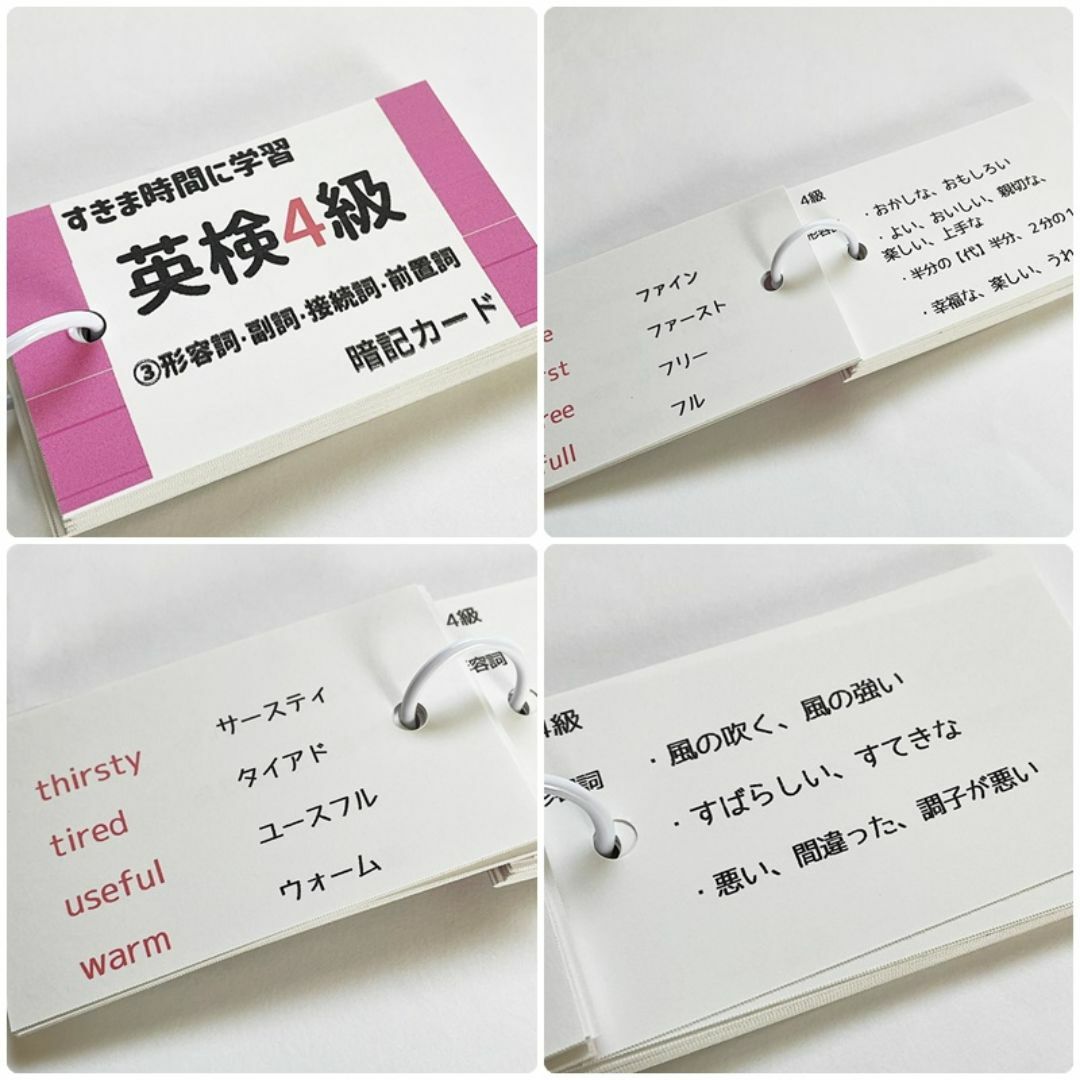 すきま時間に学習
英検4級
③形容詞・副詞・接続詞・前置詞
暗記カード
ファイン
ファースト
フリー
フル
4級
・おかしな、おもしろい
・よい、おいしい、親切な、
楽しい、上手な
・半分の【代】半分、2分の1
・幸福な、楽しい、うれ
thirsty サースティ
tired タイアド
useful ユースフル
warm ウォーム
4級
容詞
4級
詞
・風の吹く、風の強い
・すばらしい、すてきな
・悪い、間違った、調子が悪い